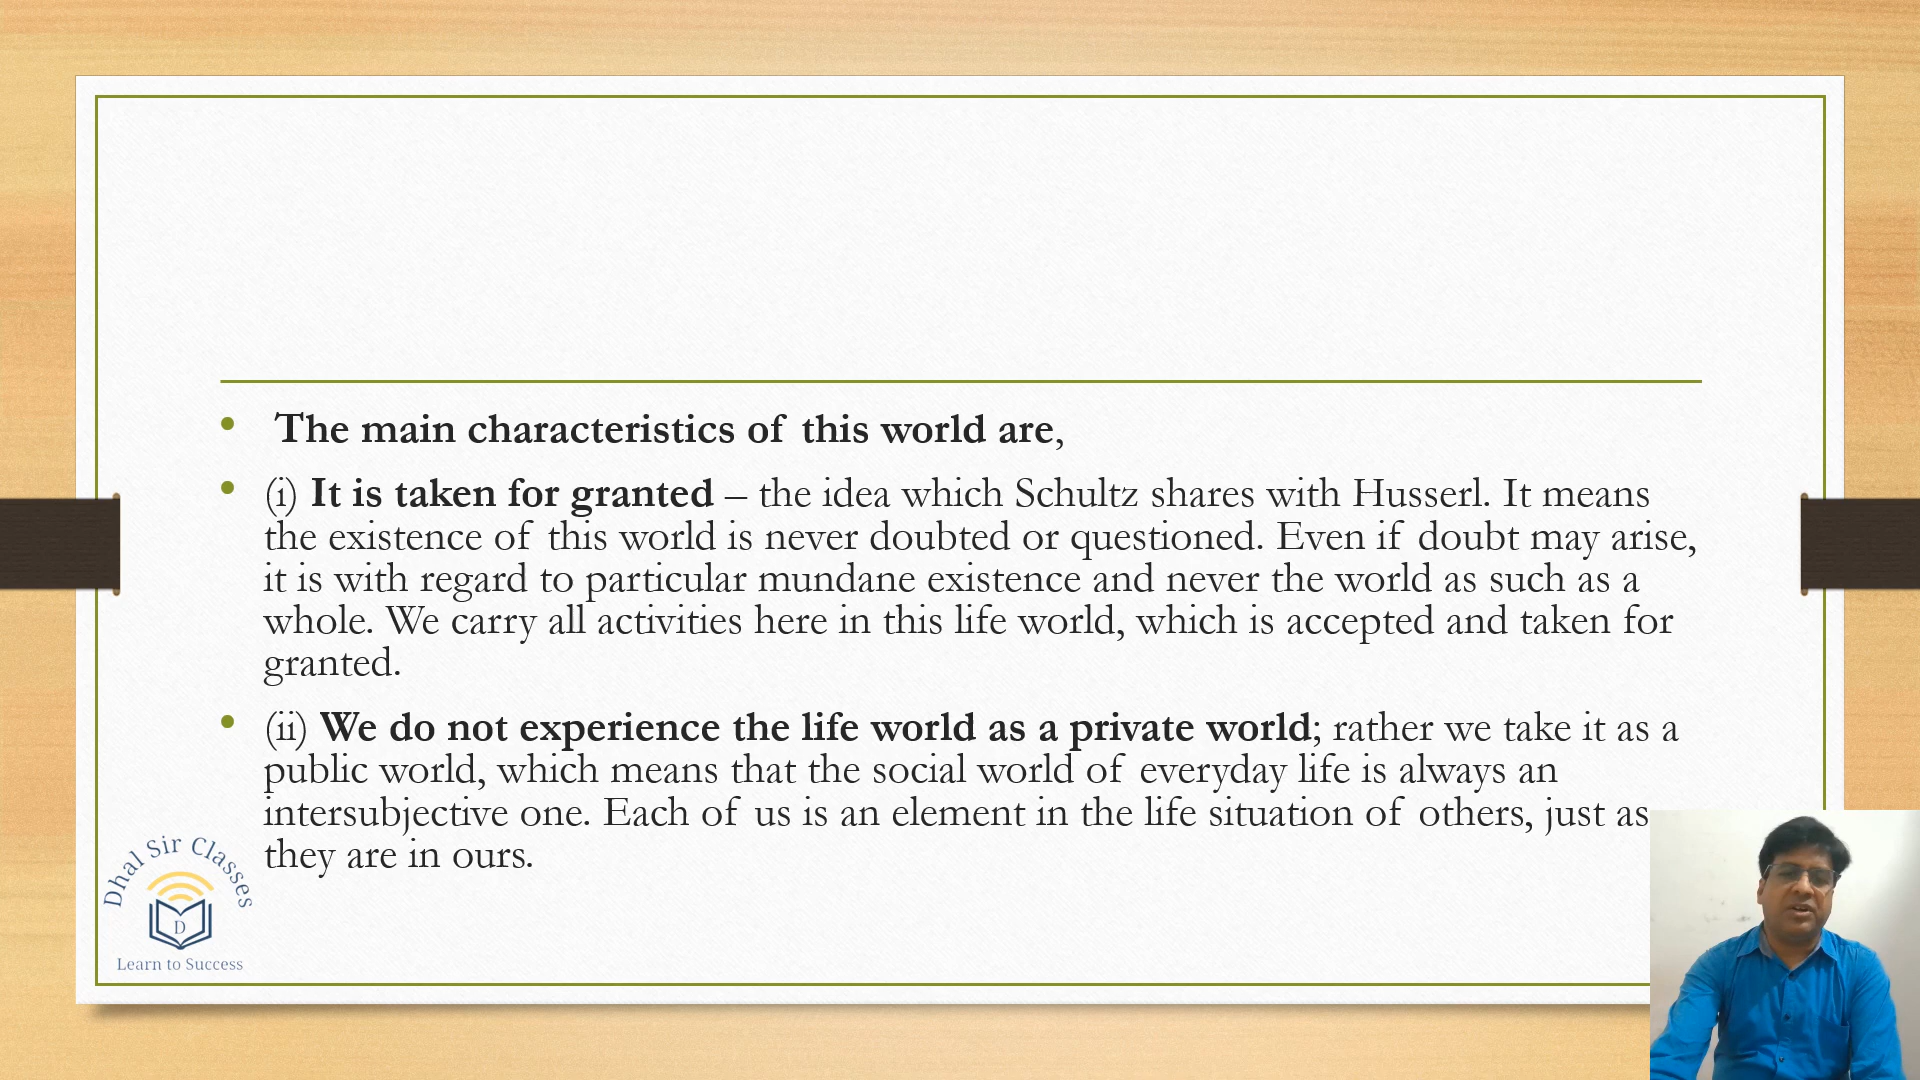 The main characteristics of this world are,
(i) It is taken for granted – the idea which Schultz shares with Husserl. It means
the existence of this world is never doubted or questioned. Even if doubt may arise,
it is with regard to particular mundane existence and never the world as such as a
whole. We carry all activities here in this life world, which is accepted and taken for
granted.
(ii) We do not experience the life world as a private world; rather we take it as a
public world, which means that the social world of everyday life is always an
intersubjective one. Each of us is an element in the life situation of others, just as
they are in ours.
Dhal Sir Classes
D
Learn to Success